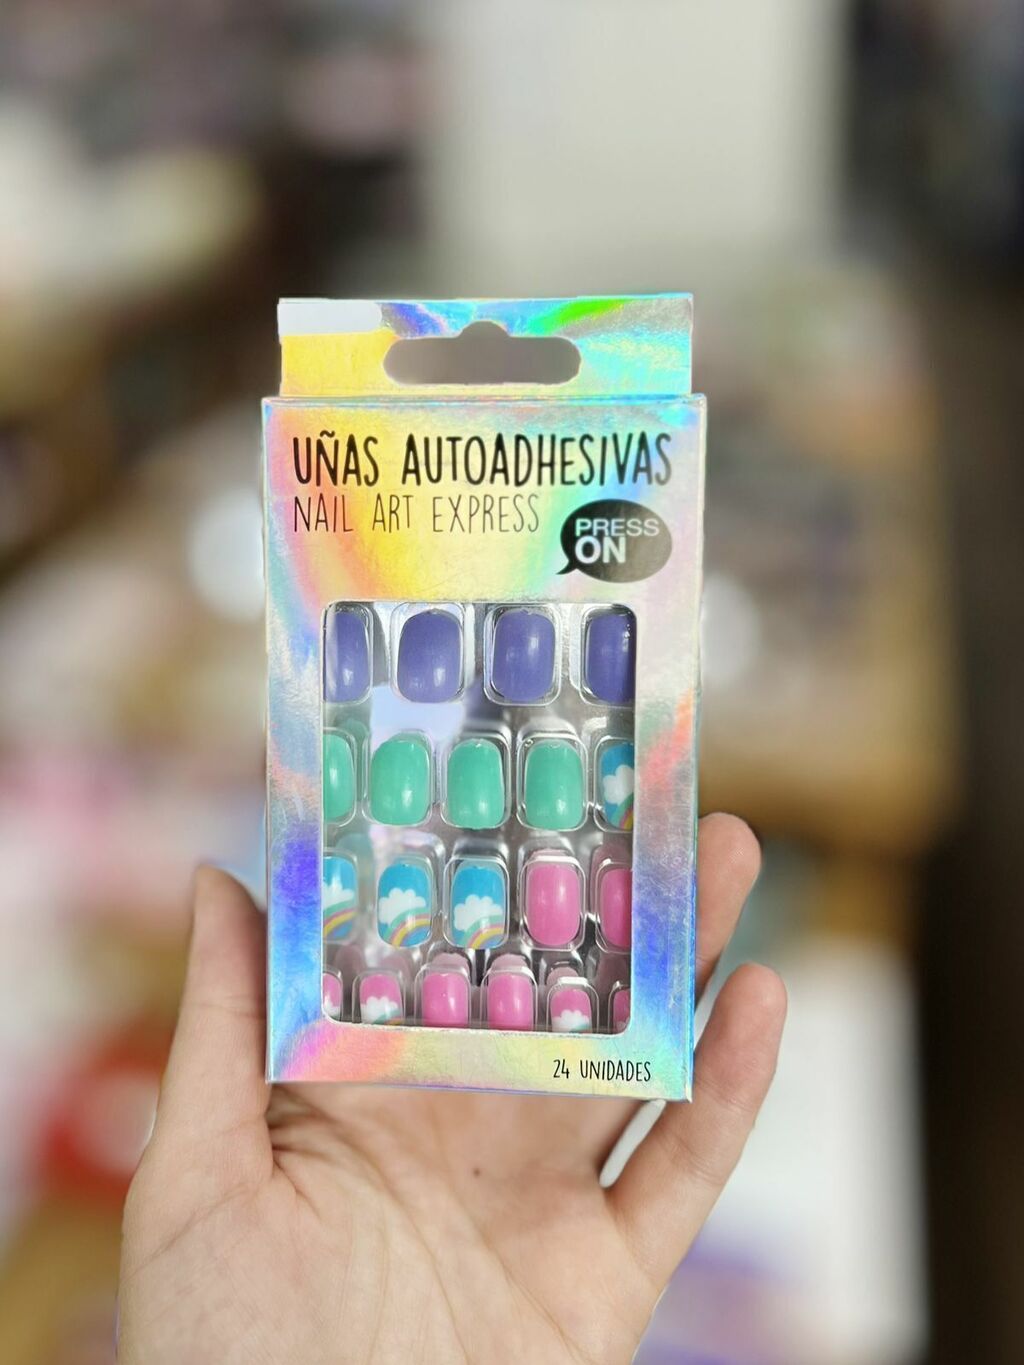 UÑAS AUTOADHESIVAS
NAIL ART EXPRESS
PRESS
ON
24 UNIDADES